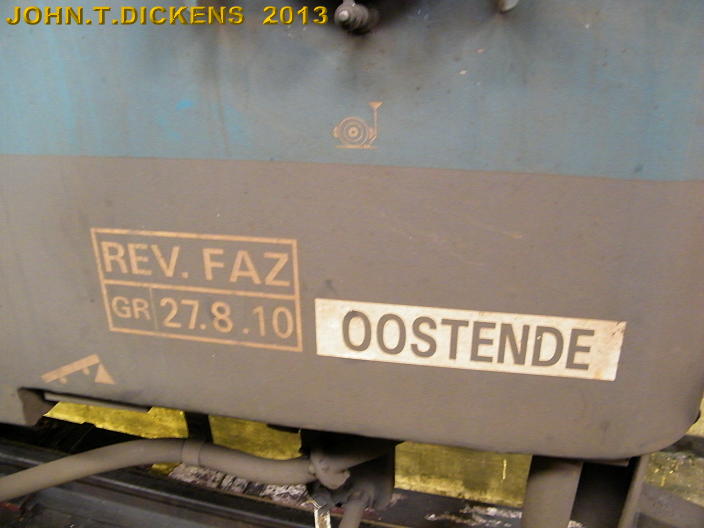 JOHN.T.DICKENS 2013
REV. FAZ
GR 27.8.10
OOSTENDE